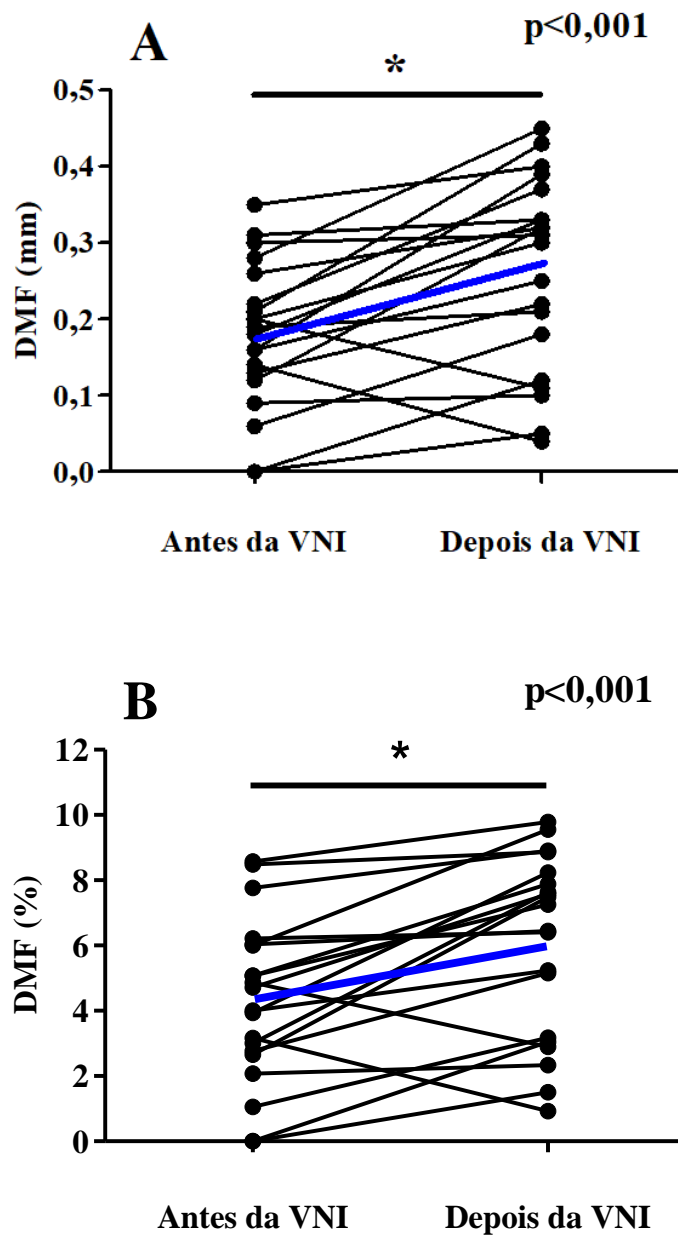 A
p<0,001
*
0,5
0,4
0,3
0,2
0,1
0,0
DMF (mm)
Antes da VNI
Depois da VNI
B
p<0,001
*
12
10
8
6
4
2
0
DMF (%)
Antes da VNI
Depois da VNI